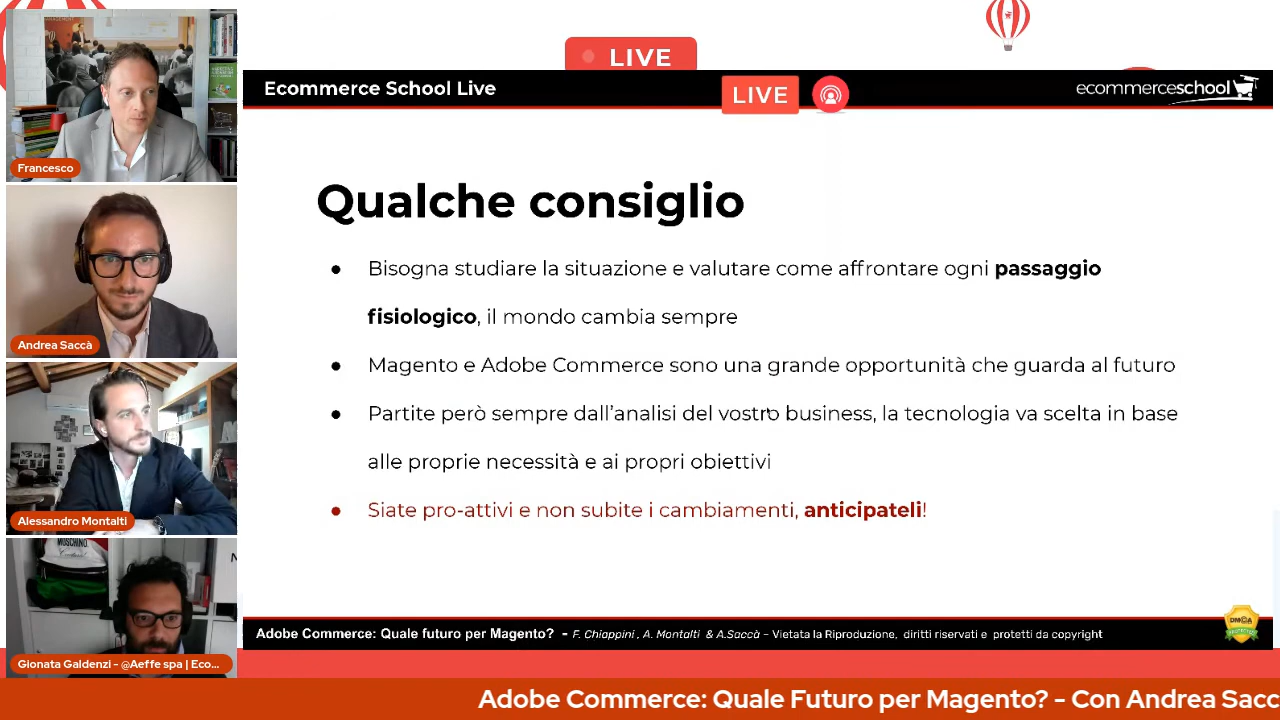 LIVE
Ecommerce School Live
LIVE
ecommerceschool
Qualche consiglio
Bisogna studiare la situazione e valutare come affrontare ogni passaggio
fisiologico, il mondo cambia sempre
Magento e Adobe Commerce sono una grande opportunità che guarda al futuro
Partite però sempre dall'analisi del vostro business, la tecnologia va scelta in base
alle proprie necessità e ai propri obiettivi
Siate pro-attivi e non subite i cambiamenti, anticipateli!
Francesco
Andrea Saccà
Alessandro Montalti
MOSCHINO
Gionata Galdenzi - @Aeffe spa | Eco...
Adobe Commerce: Quale futuro per Magento? - F. Chiappini , A. Montalti & A.Saccà - Vietata la Riproduzione, diritti riservati e protetti da copyright
DMCA
Adobe Commerce: Quale Futuro per Magento? - Con Andrea Sacc